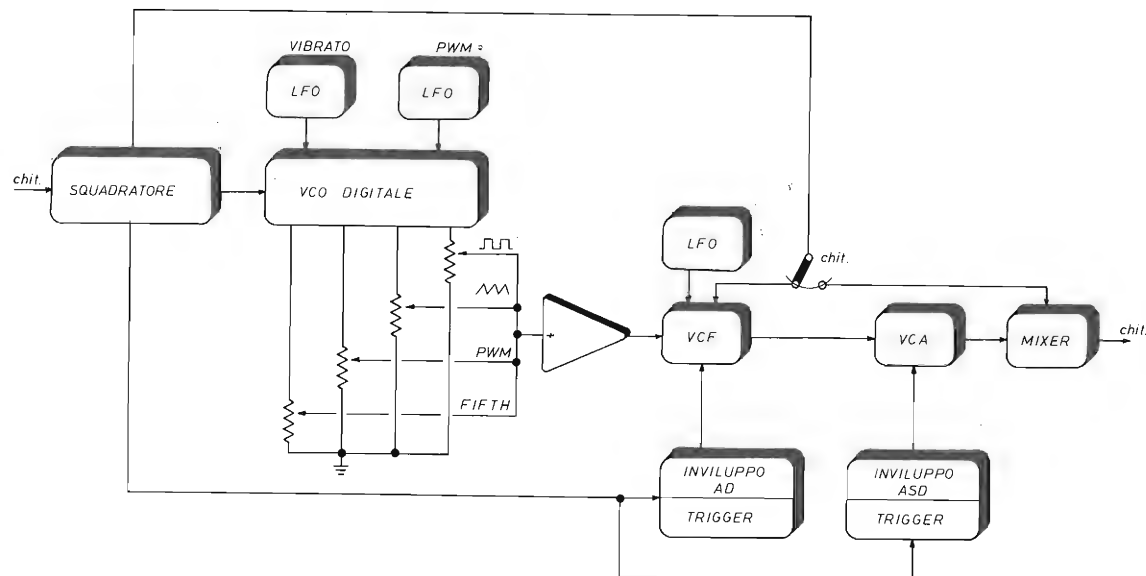 VIBRATO
PWM
LFO
LFO
chit.
SQUADRATORE
VCO DIGITALE
LFO
chit.
PWM
FIFTH
+
VCF
VCA
MIXER
chit.
INVILUPPO
AD
TRIGGER
INVILUPPO
ASD
TRIGGER